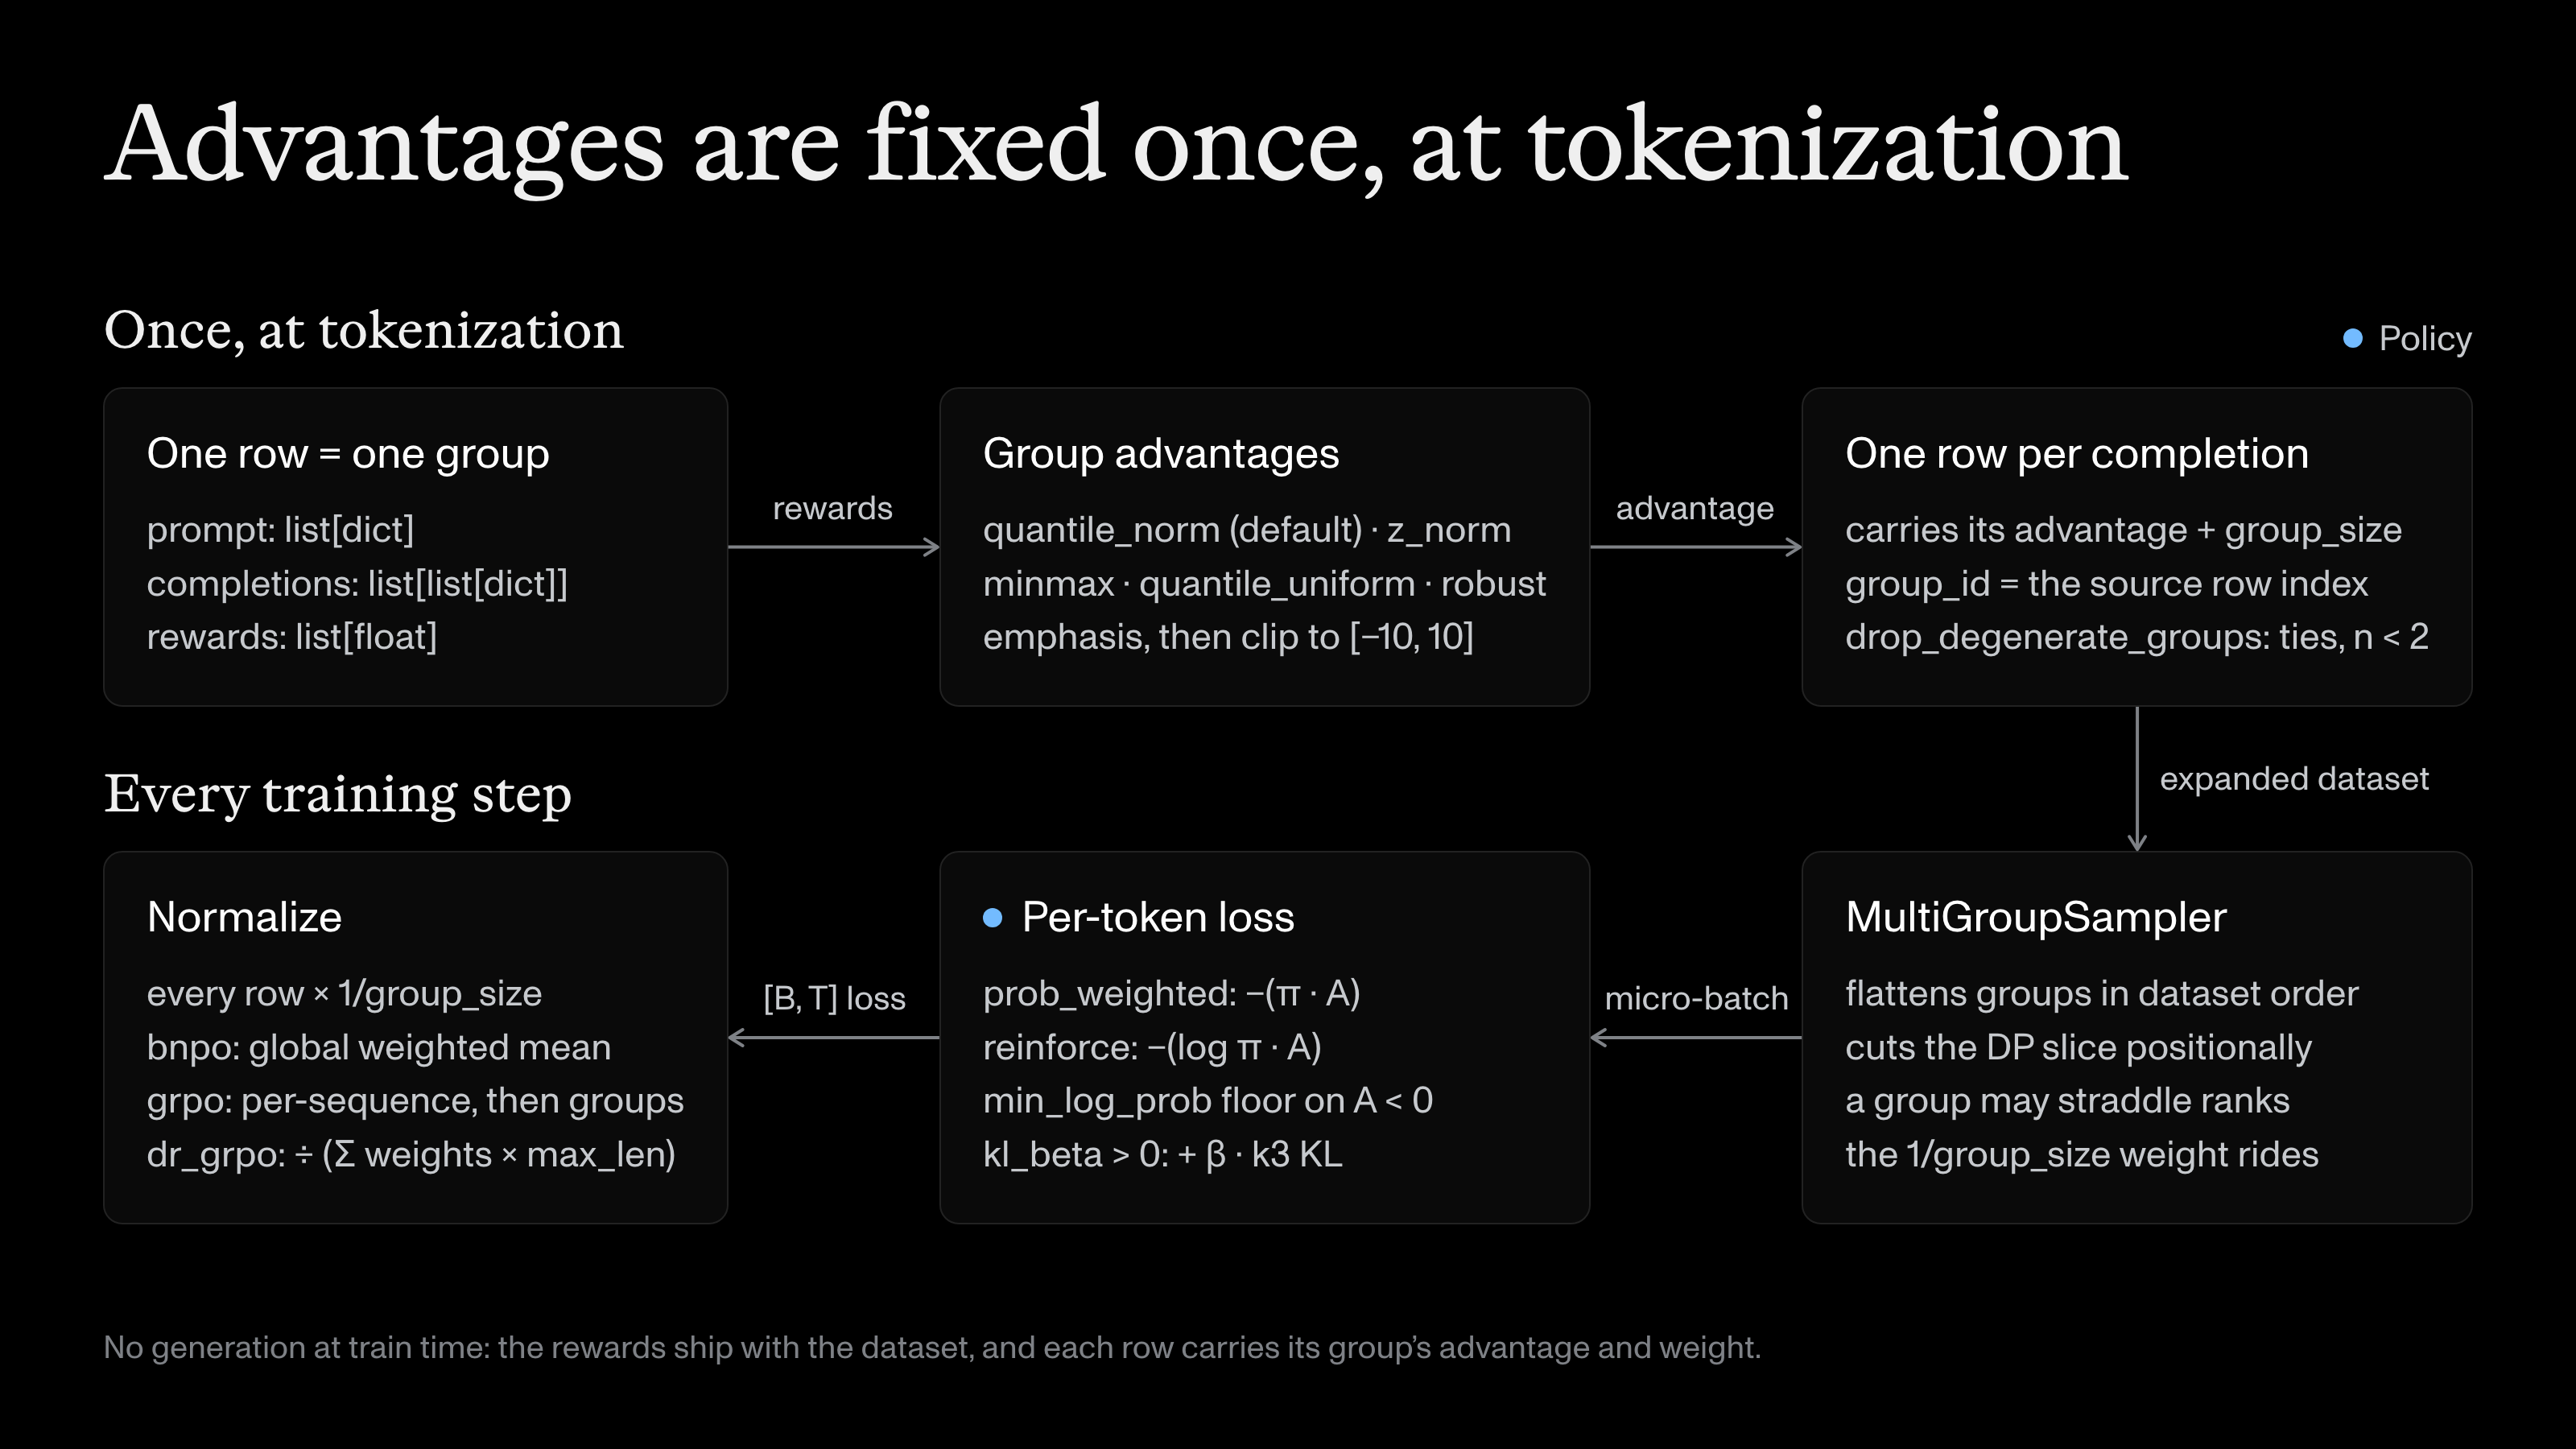 Advantages are fixed once, at tokenization
Once, at tokenization
Policy
One row = one group
prompt: list[dict]
completions: list[list[dict]]
rewards: list[float]
rewards
Group advantages
quantile_norm (default) · z_norm
minmax · quantile_uniform · robust
emphasis, then clip to [−10, 10]
advantage
One row per completion
carries its advantage + group_size
group_id = the source row index
drop_degenerate_groups: ties, n < 2
expanded dataset
Every training step
MultiGroupSampler
flattens groups in dataset order
cuts the DP slice positionally
a group may straddle ranks
the 1/group_size weight rides
micro-batch
Per-token loss
prob_weighted: −(π · A)
reinforce: −(log π · A)
min_log_prob floor on A < 0
kl_beta > 0: + β · k3 KL
[B, T] loss
Normalize
every row × 1/group_size
bnpo: global weighted mean
grpo: per-sequence, then groups
dr_grpo: ÷ (Σ weights × max_len)
No generation at train time: the rewards ship with the dataset, and each row carries its group’s advantage and weight.